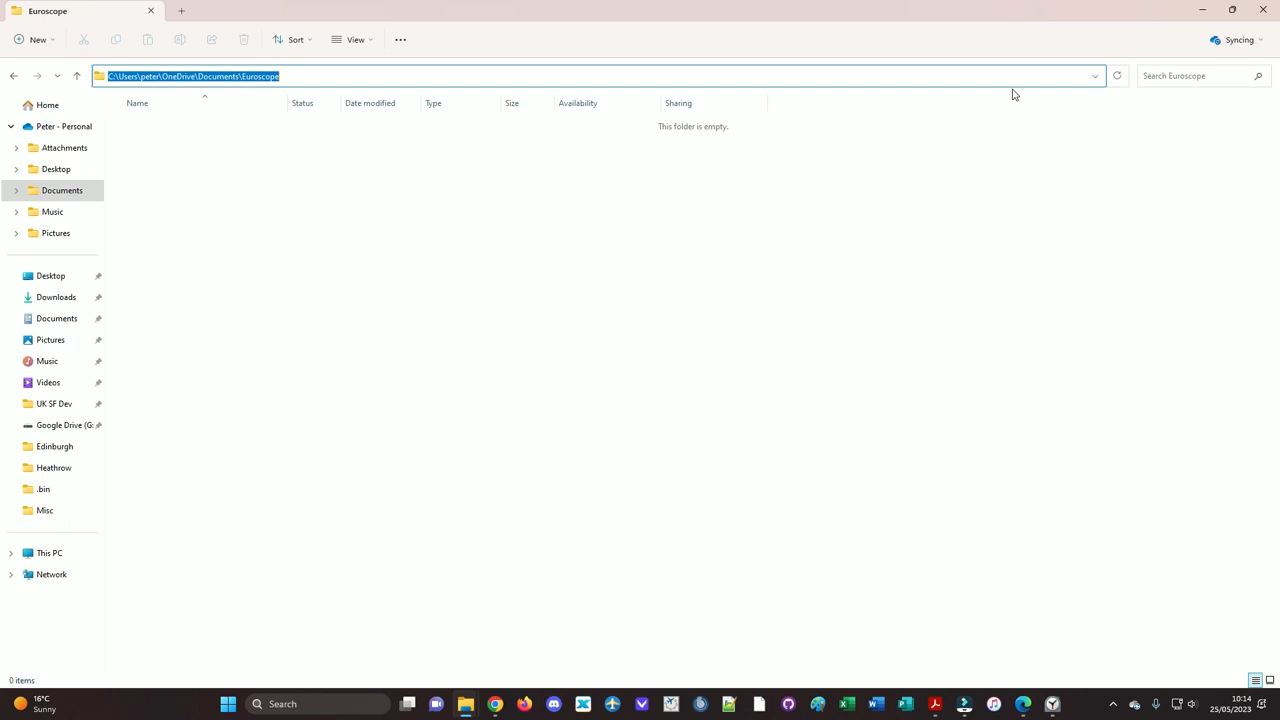 Euroscope
New
Sort
View
Syncing
C:\Users\peter\OneDrive\Documents\Euroscope
Search Euroscope
Name
Status
Date modified
Type
Size
Availability
Sharing
This folder is empty.
Home
Peter - Personal
Attachments
Desktop
Documents
Music
Pictures
Desktop
Downloads
Documents
Pictures
Music
Videos
UK SF Dev
Google Drive (G:
Edinburgh
Heathrow
.bin
Misc
This PC
Network
0 items
16°C
Sunny
Search
10:14
25/05/2023